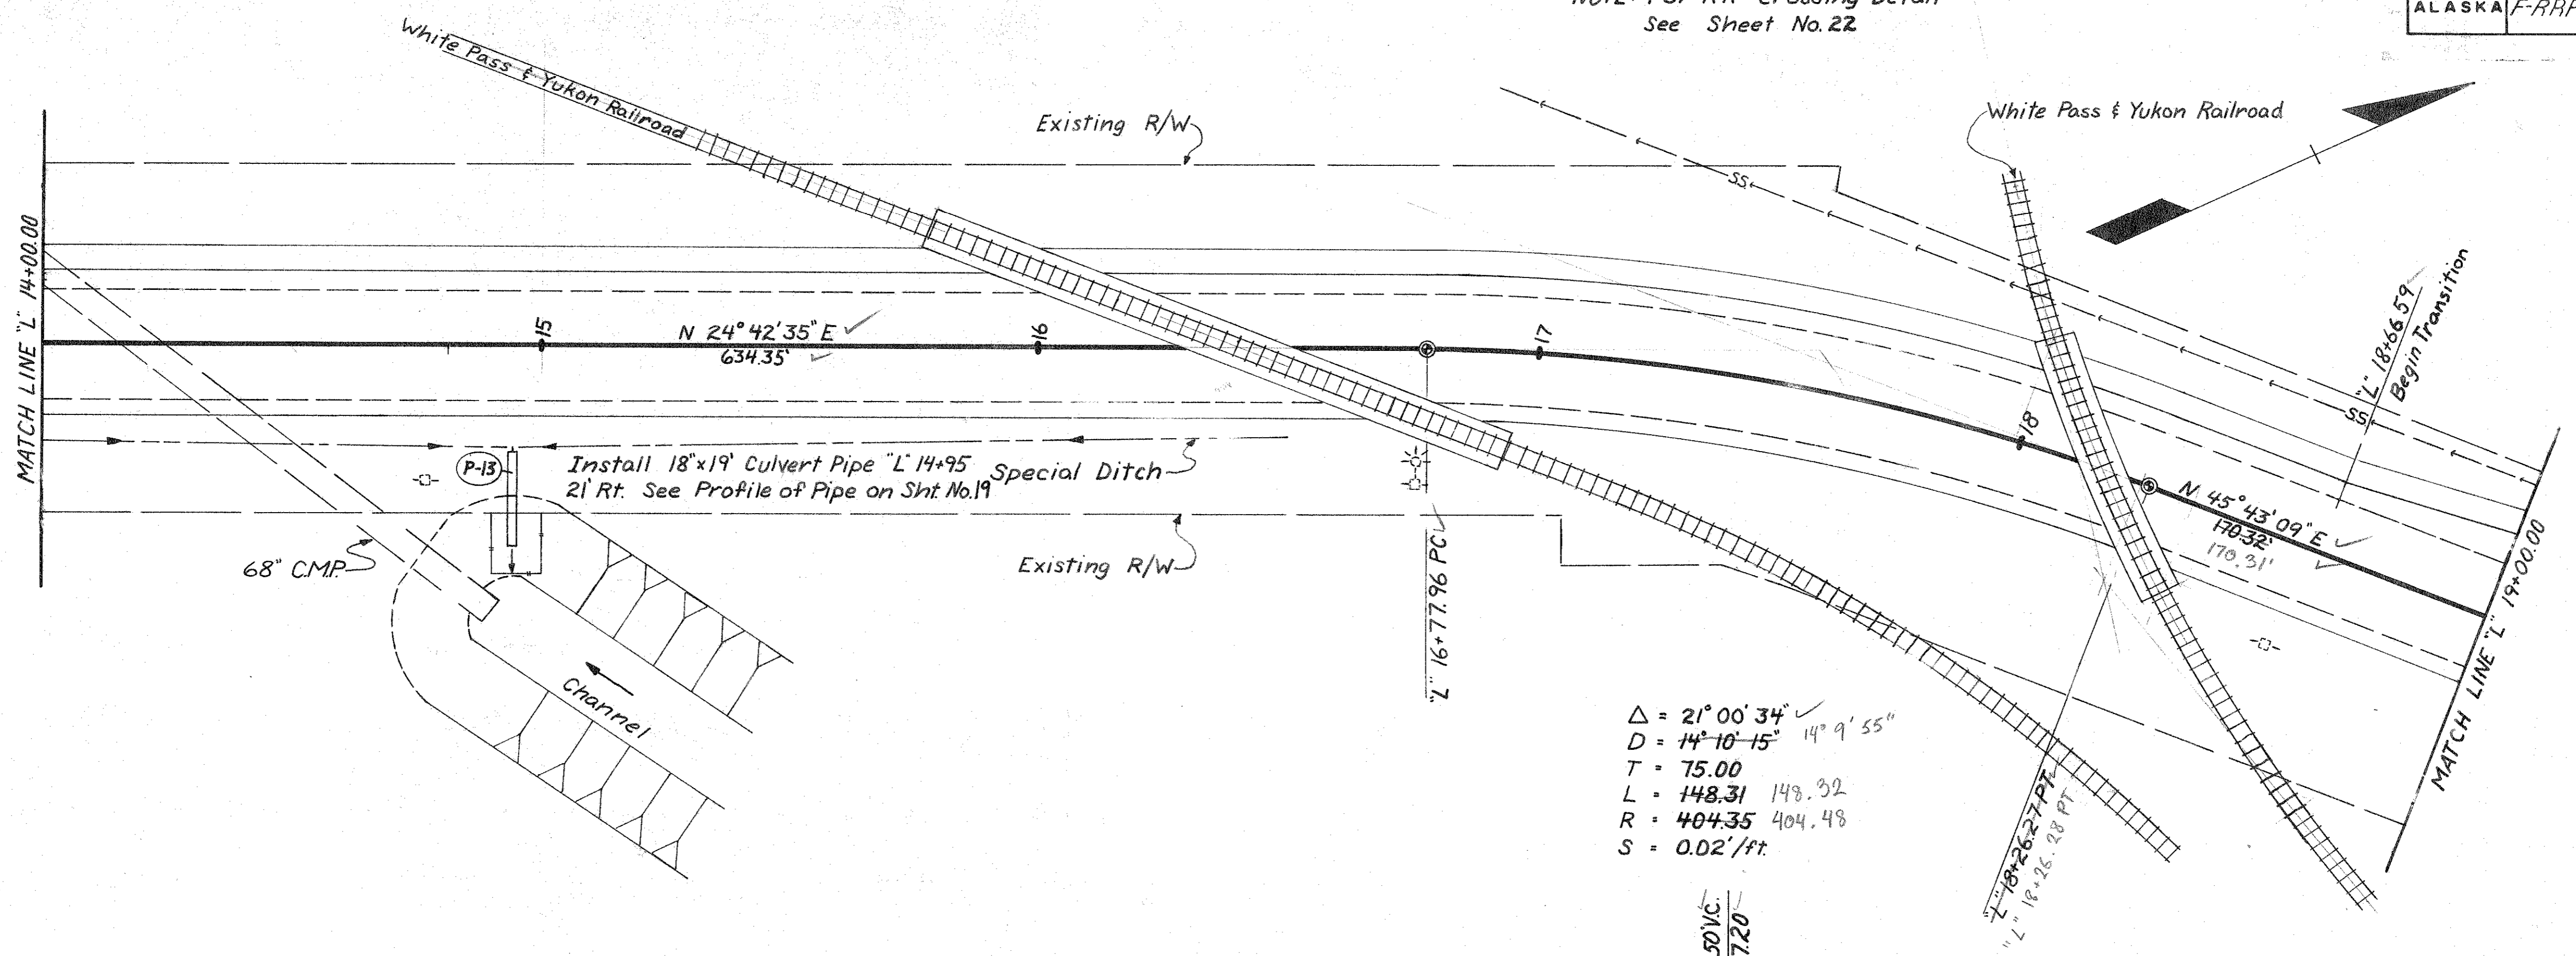 See Sheet No. 22
ALASKA
White Pass & Yukon Railroad
Existing R/W
White Pass & Yukon Railroad
SS
MATCH LINE "L" 14+00.00
15
N 24° 42' 35" E
634.35'
16
17
18
"L" 18+66.59
Begin Transition
SS
P-13
Install 18"x19' Culvert Pipe "L" 14+95
21' Rt. See Profile of Pipe on Sht. No.19
Special Ditch
68" C.M.P.
Existing R/W
"L" 16+77.96 PC
N 45° 43' 09" E
170.32'
170.31'
MATCH LINE "L" 19+00.00
Channel
Δ = 21° 00' 34"
D = 14° 10' 15" 14° 9' 55"
T = 75.00
L = 148.31 148.32
R = 404.35 404.48
S = 0.02'/ft.
"L" 18+26.27 PT
"L" 18+26.28 PT
50' V.C.
7.20